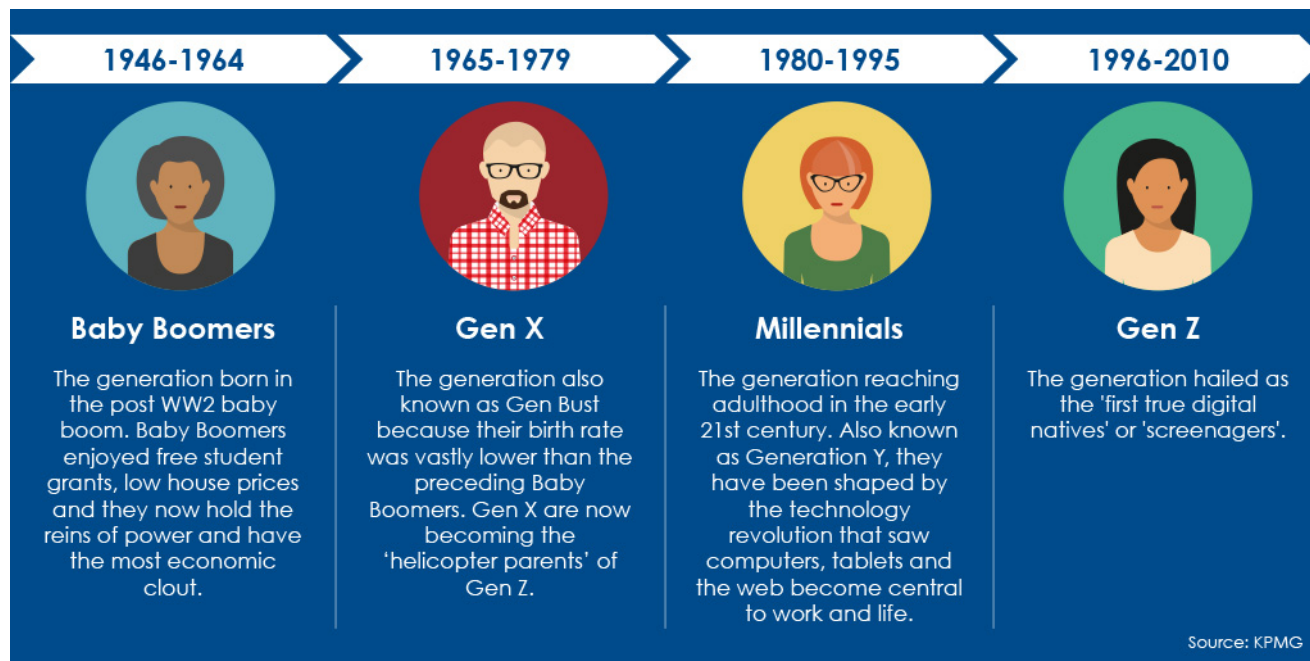 1946-1964
1965-1979
1980-1995
1996-2010
Baby Boomers
The generation born in
the post WW2 baby
boom. Baby Boomers
enjoyed free student
grants, low house prices
and they now hold the
reins of power and have
the most economic
clout.
Gen X
The generation also
known as Gen Bust
because their birth rate
was vastly lower than the
preceding Baby
Boomers. Gen X are now
becoming the
‘helicopter parents’ of
Gen Z.
Millennials
The generation reaching
adulthood in the early
21st century. Also known
as Generation Y, they
have been shaped by
the technology
revolution that saw
computers, tablets and
the web become central
to work and life.
Gen Z
The generation hailed as
the 'first true digital
natives' or 'screenagers'.
Source: KPMG